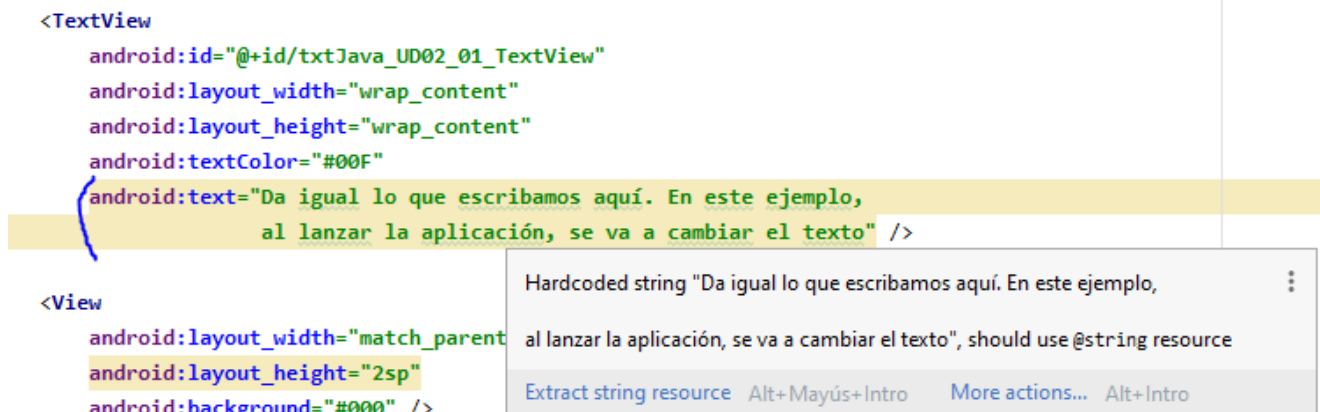 <TextView
android:id="@+id/txtJava_UD02_01_TextView"
android:layout_width="wrap_content"
android:layout_height="wrap_content"
android:textColor="#00F"
android:text="Da igual lo que escribamos aquí. En este ejemplo,
al lanzar la aplicación, se va a cambiar el texto" />
<View
android:layout_width="match_parent
android:layout_height="2sp"
android:background="#000" />
Hardcoded string "Da igual lo que escribamos aquí. En este ejemplo,
al lanzar la aplicación, se va a cambiar el texto", should use @string resource
Extract string resource Alt+Mayús+Intro More actions... Alt+Intro